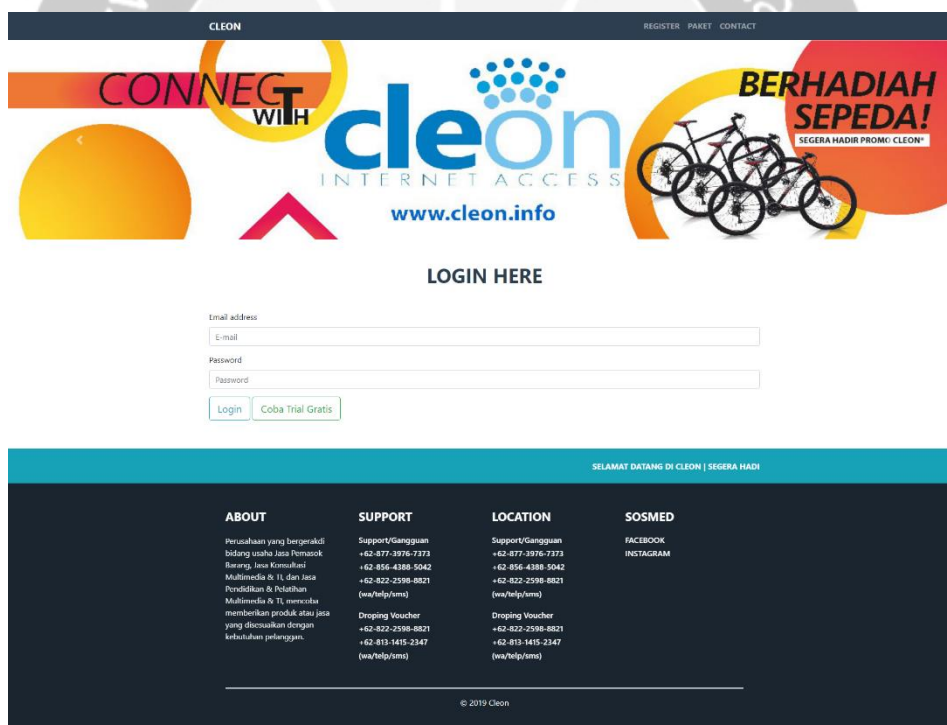 CLEON
REGISTER PAKET CONTACT
CONNECT
WITH
cleon
INTERNET ACCESS
www.cleon.info
BERHADIAH
SEPEDA!
SEGERA HADIR PROMO CLEON*
LOGIN HERE
Email address
E-mail
Password
Password
Login
Coba Trial Gratis
SELAMAT DATANG DI CLEON | SEGERA HADI
ABOUT
Perusahaan yang bergerakdi
bidang usaha Jasa Pemasok
Barang, Jasa Konsultasi
Multimedia & TI, dan Jasa
Pendidikan & Pelatihan
Multimedia & TI, mencoba
memberikan produk atau jasa
yang disesuaikan dengan
kebutuhan pelanggan.
SUPPORT
Support/Gangguan
+62-877-3976-7373
+62-856-4388-5042
+62-822-2598-8821
(wa/telp/sms)
Droping Voucher
+62-822-2598-8821
+62-813-1415-2347
(wa/telp/sms)
LOCATION
Support/Gangguan
+62-877-3976-7373
+62-856-4388-5042
+62-822-2598-8821
(wa/telp/sms)
Droping Voucher
+62-822-2598-8821
+62-813-1415-2347
(wa/telp/sms)
SOSMED
FACEBOOK
INSTAGRAM
© 2019 Cleon